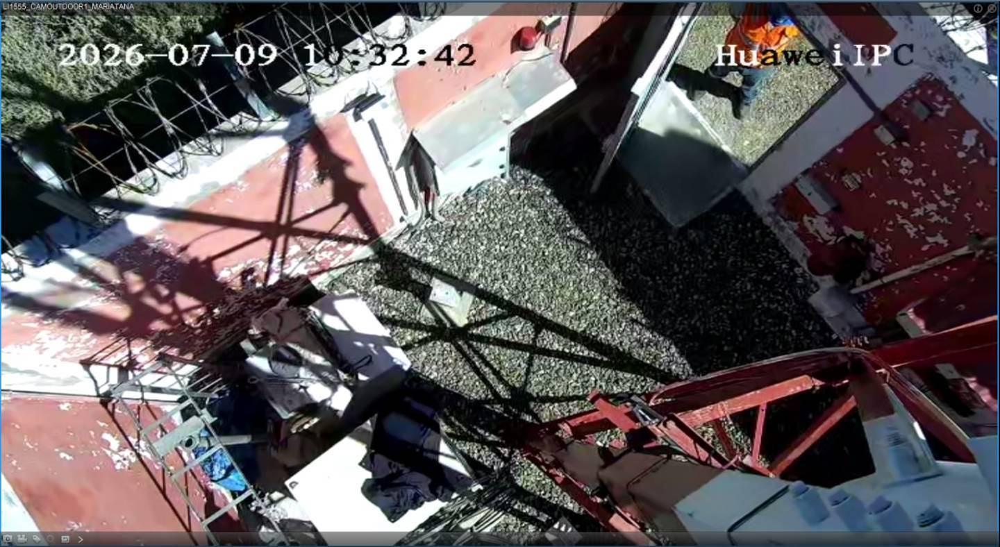 LI1555_CAMOUTDOOR1_MARIATANA
2026-07-09 10:32:42
Huawei IPC